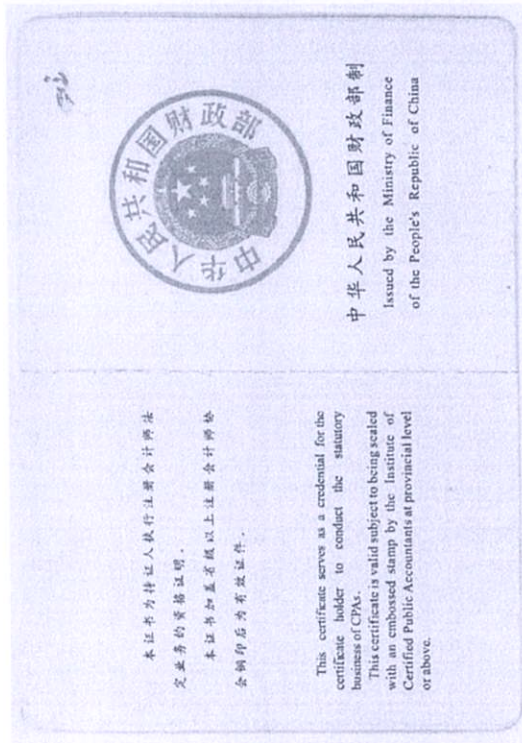 本证书为持证人执行注册会计师法
定业务的资格证明。
本证书加盖省级以上注册会计师协
会钢印后为有效证件。
This certificate serves as a credential for the
certificate holder to conduct the statutory
business of CPAs.
This certificate is valid subject to being sealed
with an embossed stamp by the Institute of
Certified Public Accountants at provincial level
or above.
中华人民共和国财政部
中华人民共和国财政部制
Issued by the Ministry of Finance
of the People's Republic of China